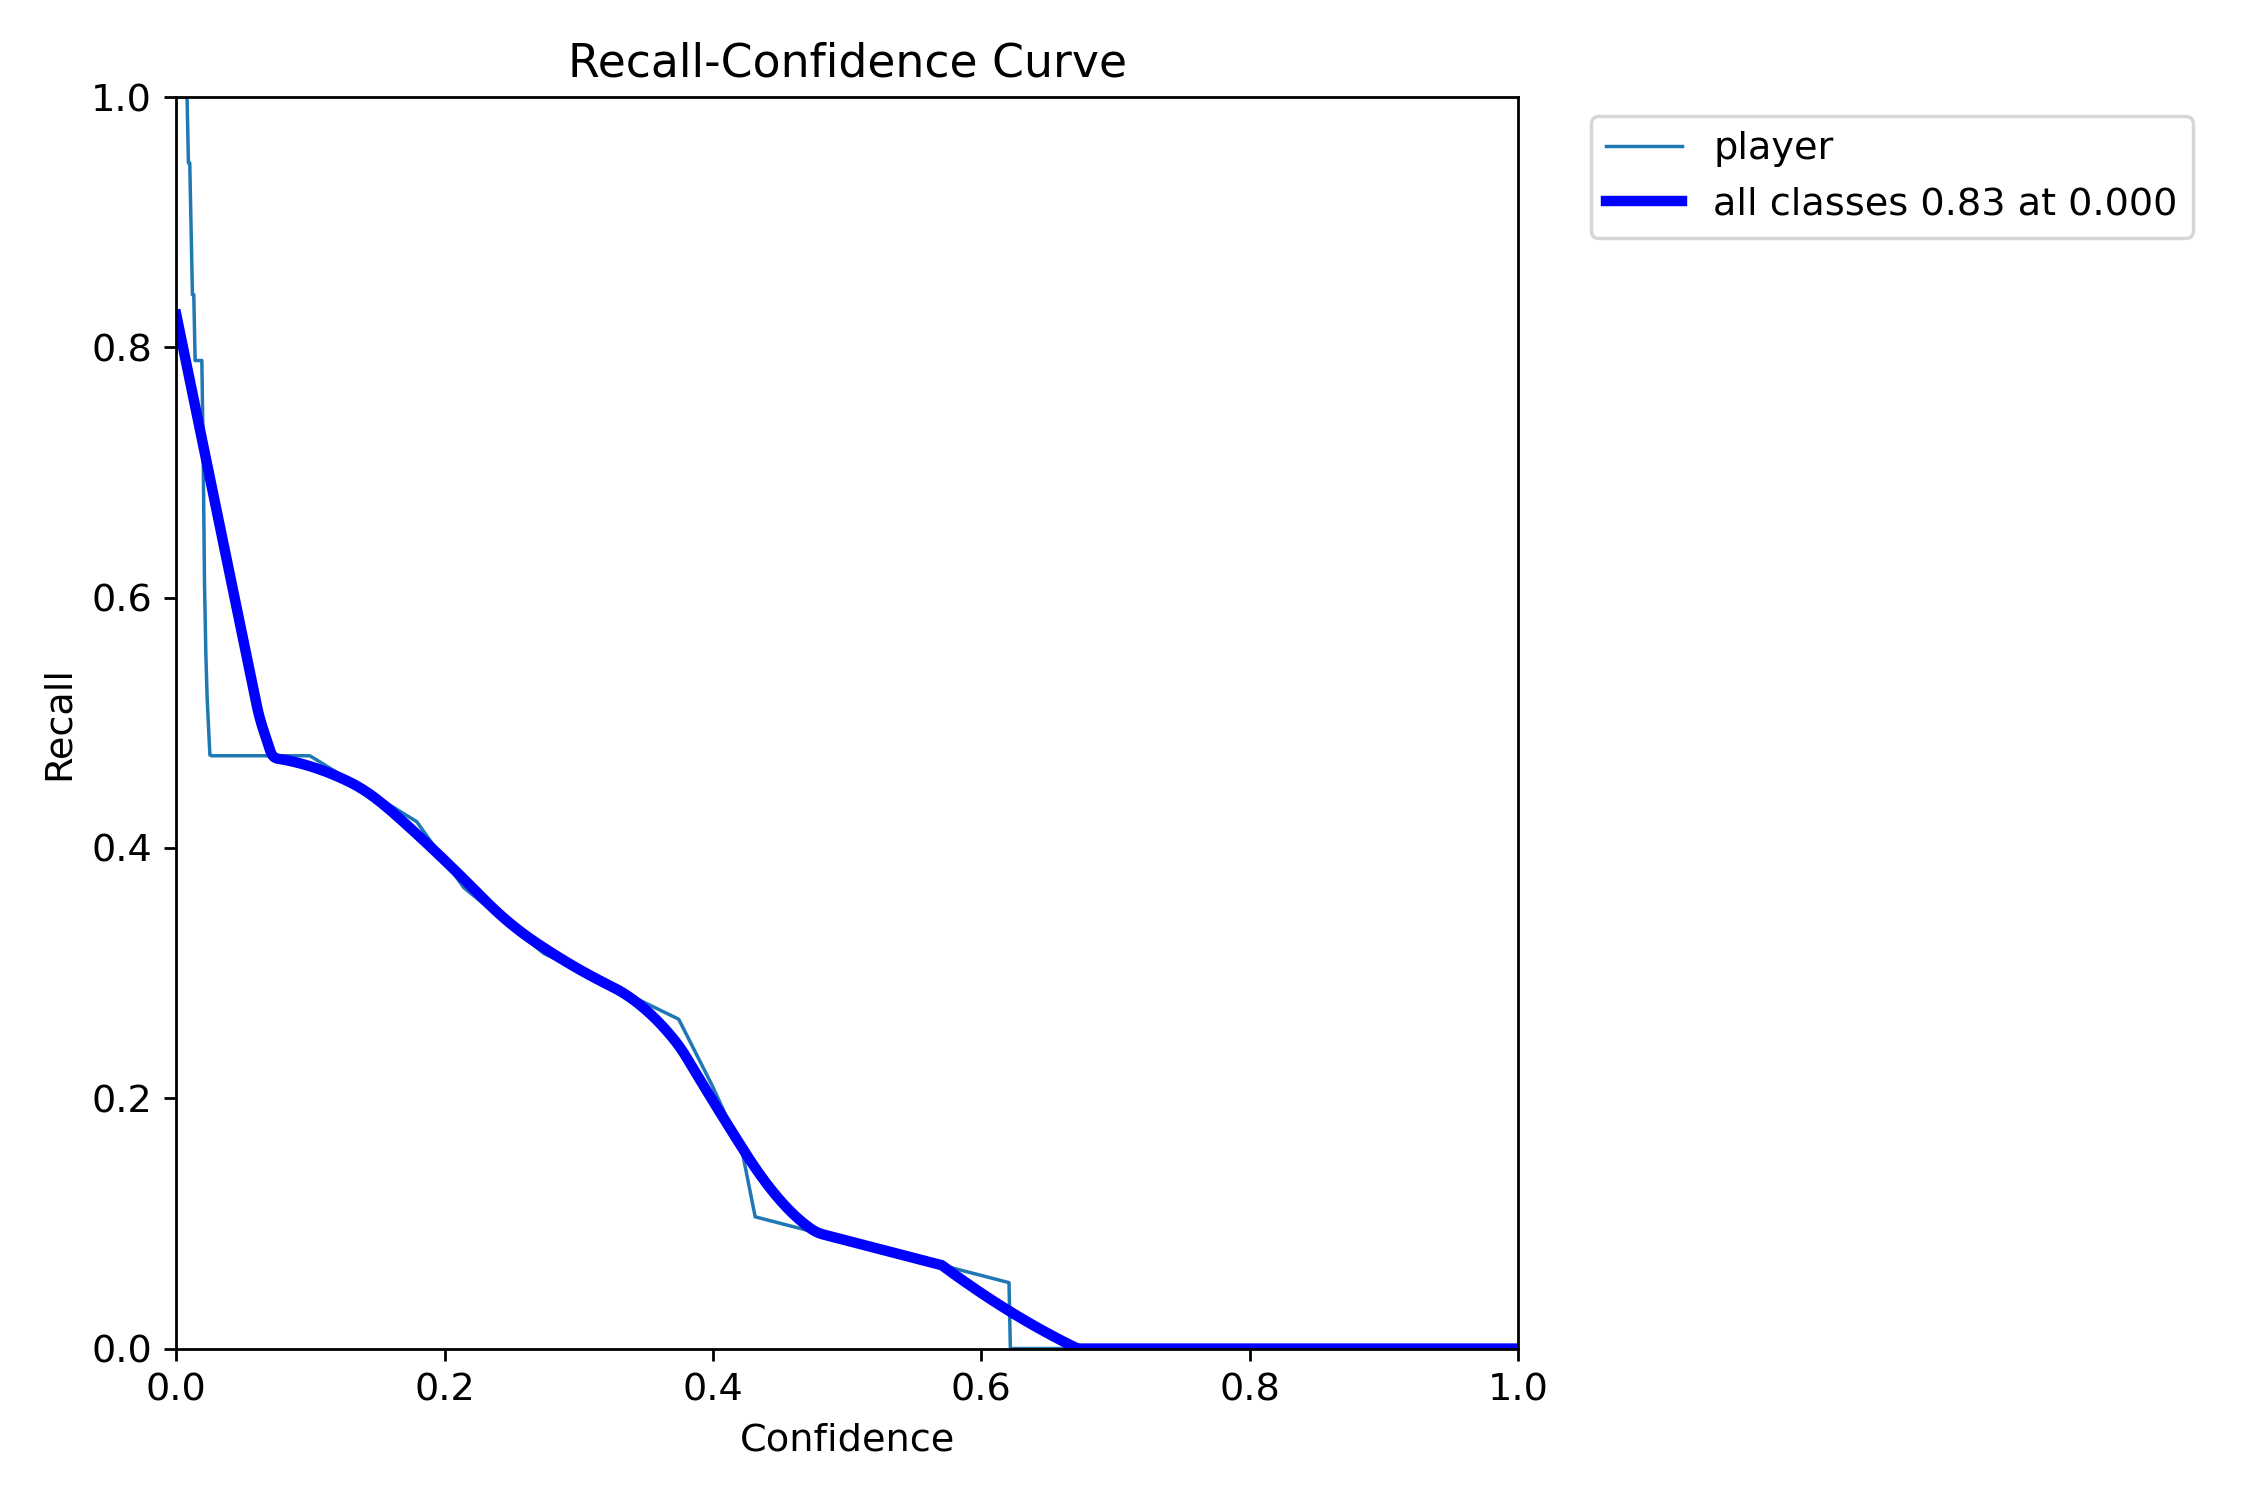 Recall-Confidence Curve
player
all classes 0.83 at 0.000
1.0
0.8
0.6
0.4
0.2
0.0
Recall
0.0 0.2 0.4 0.6 0.8 1.0
Confidence